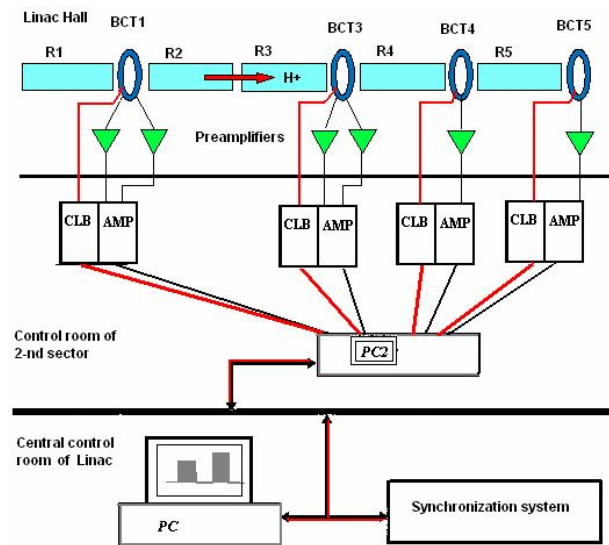 Linac Hall
BCT1
BCT3
BCT4
BCT5
R1
R2
R3
R4
R5
H+
Preamplifiers
CLB
AMP
CLB
AMP
CLB
AMP
CLB
AMP
Control room of
2-nd sector
PC2
Central control
room of Linac
PC
Synchronization system